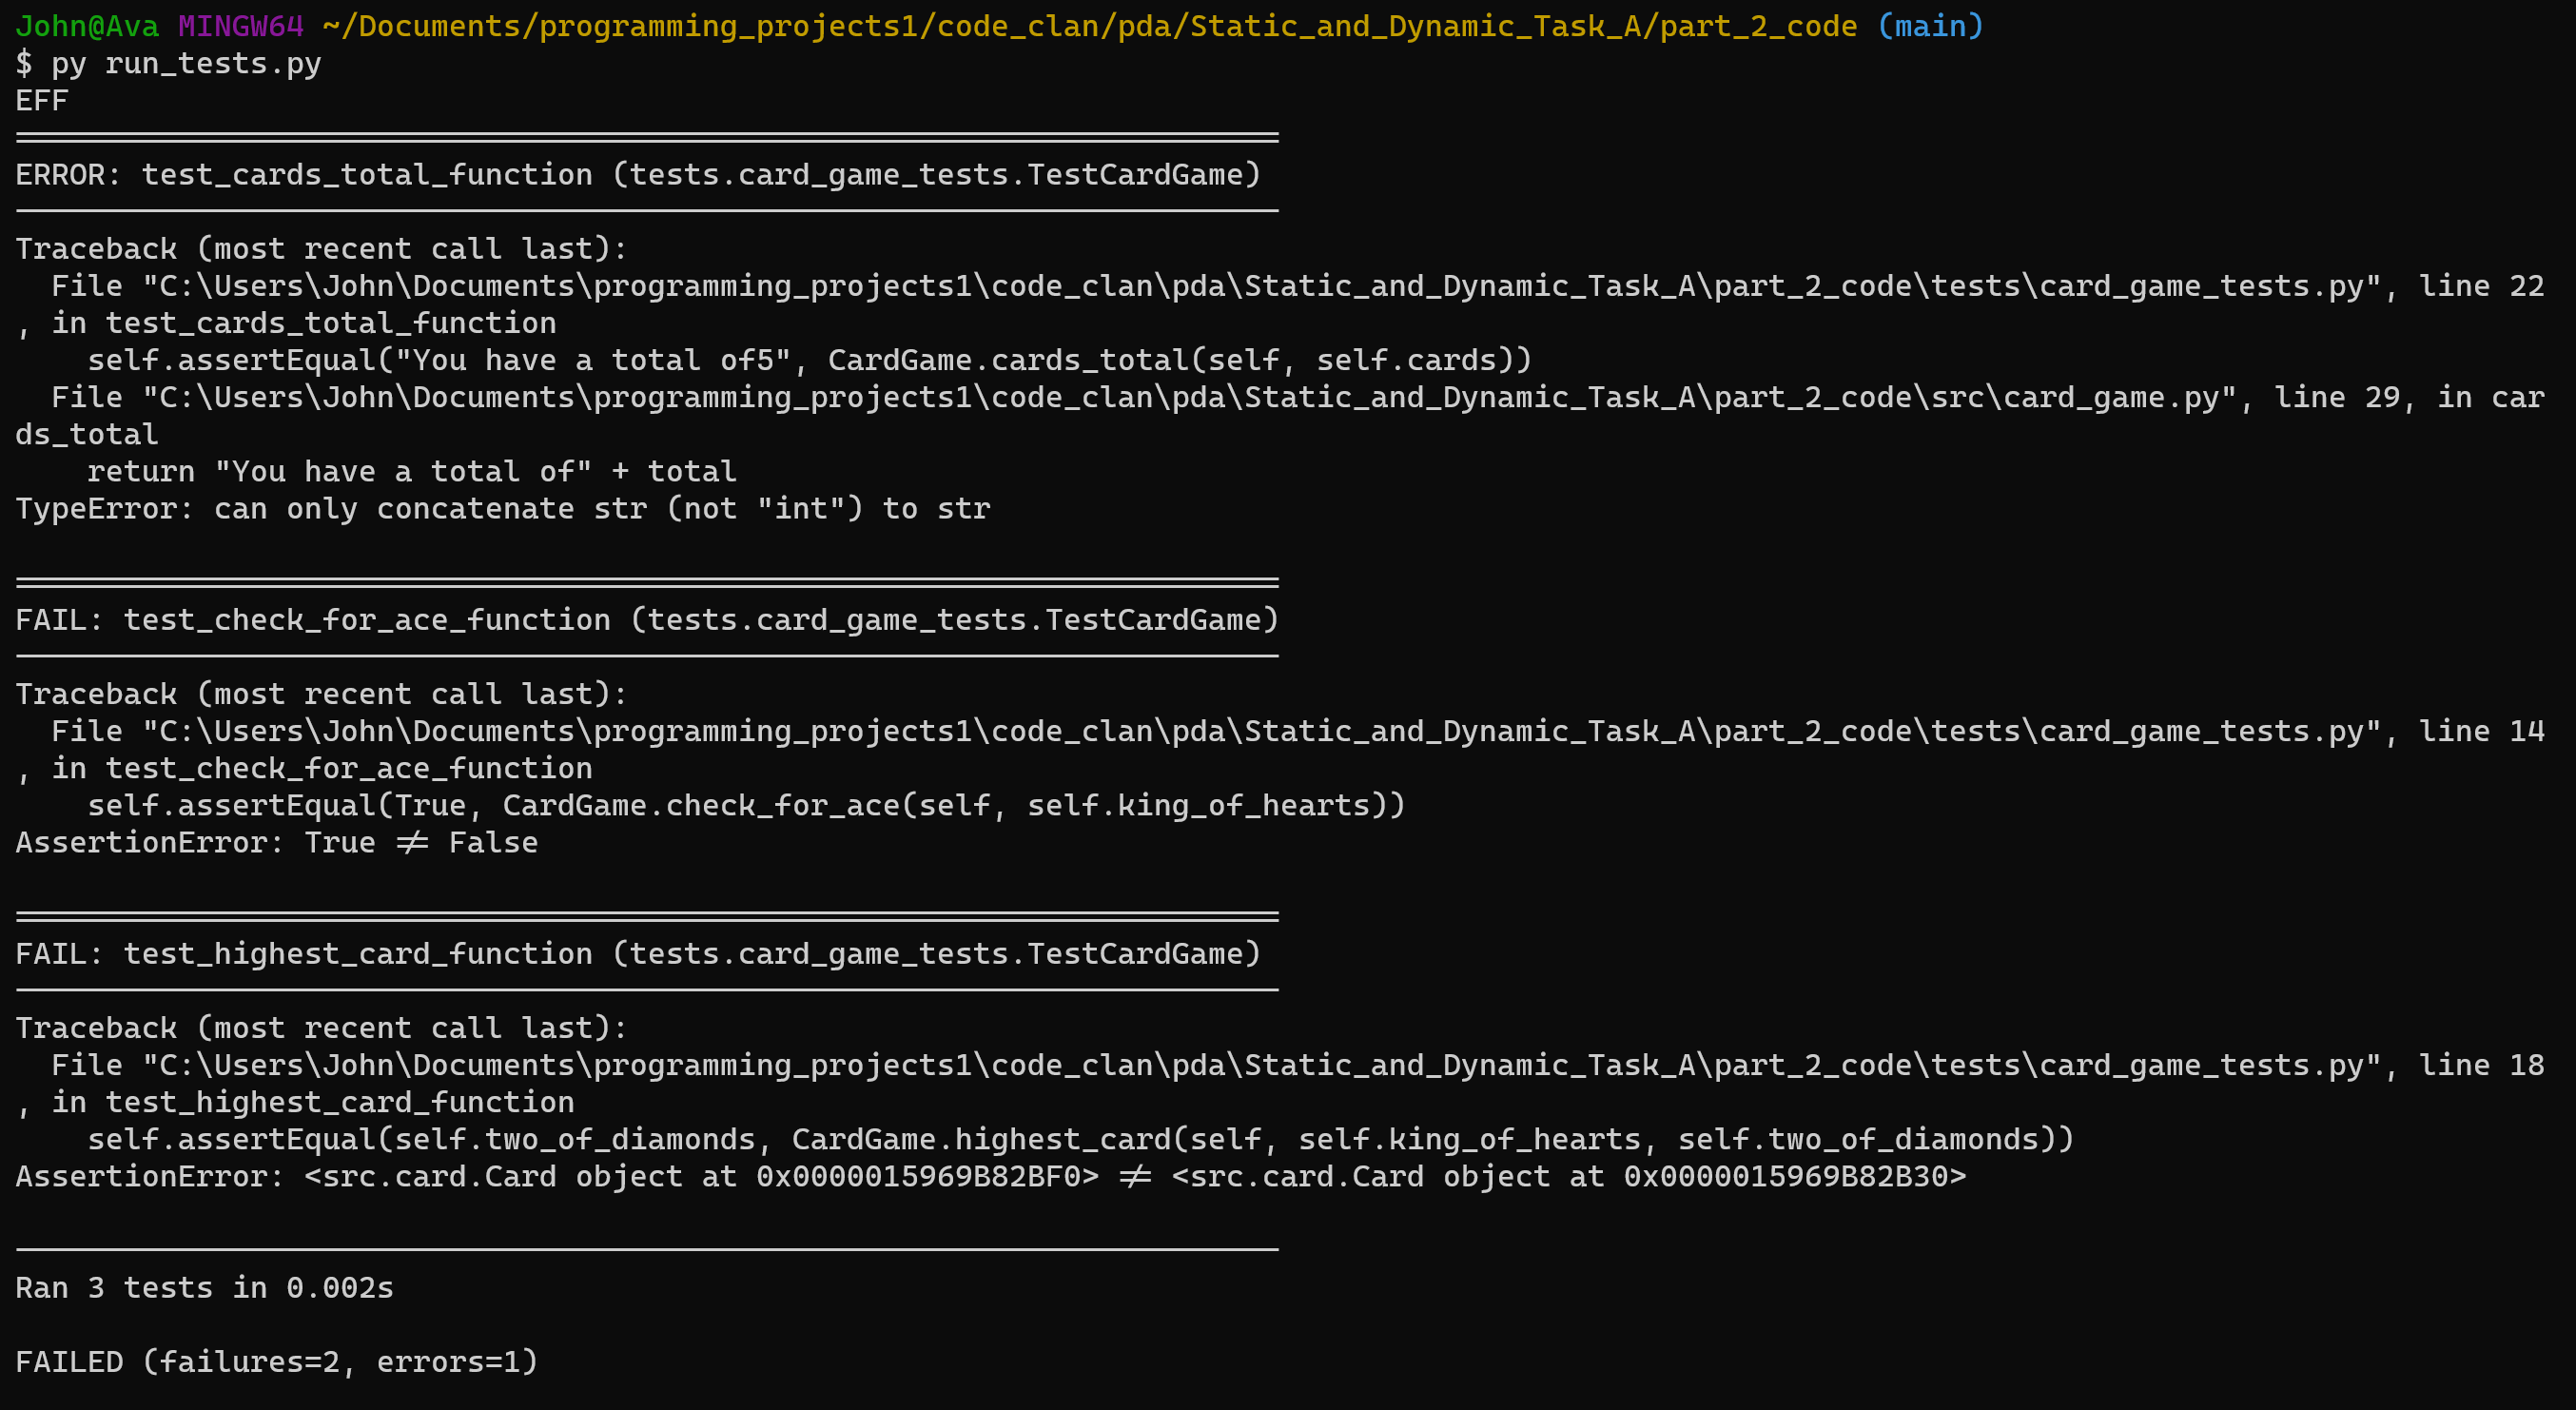 John@Ava MINGW64 ~/Documents/programming_projects1/code_clan/pda/Static_and_Dynamic_Task_A/part_2_code (main)
$ py run_tests.py
EFF
======================================================================
ERROR: test_cards_total_function (tests.card_game_tests.TestCardGame)
----------------------------------------------------------------------
Traceback (most recent call last):
  File "C:\Users\John\Documents\programming_projects1\code_clan\pda\Static_and_Dynamic_Task_A\part_2_code\tests\card_game_tests.py", line 22
, in test_cards_total_function
    self.assertEqual("You have a total of5", CardGame.cards_total(self, self.cards))
  File "C:\Users\John\Documents\programming_projects1\code_clan\pda\Static_and_Dynamic_Task_A\part_2_code\src\card_game.py", line 29, in car
ds_total
    return "You have a total of" + total
TypeError: can only concatenate str (not "int") to str

======================================================================
FAIL: test_check_for_ace_function (tests.card_game_tests.TestCardGame)
----------------------------------------------------------------------
Traceback (most recent call last):
  File "C:\Users\John\Documents\programming_projects1\code_clan\pda\Static_and_Dynamic_Task_A\part_2_code\tests\card_game_tests.py", line 14
, in test_check_for_ace_function
    self.assertEqual(True, CardGame.check_for_ace(self, self.king_of_hearts))
AssertionError: True != False

======================================================================
FAIL: test_highest_card_function (tests.card_game_tests.TestCardGame)
----------------------------------------------------------------------
Traceback (most recent call last):
  File "C:\Users\John\Documents\programming_projects1\code_clan\pda\Static_and_Dynamic_Task_A\part_2_code\tests\card_game_tests.py", line 18
, in test_highest_card_function
    self.assertEqual(self.two_of_diamonds, CardGame.highest_card(self, self.king_of_hearts, self.two_of_diamonds))
AssertionError: <src.card.Card object at 0x0000015969B82BF0> != <src.card.Card object at 0x0000015969B82B30>

----------------------------------------------------------------------
Ran 3 tests in 0.002s

FAILED (failures=2, errors=1)